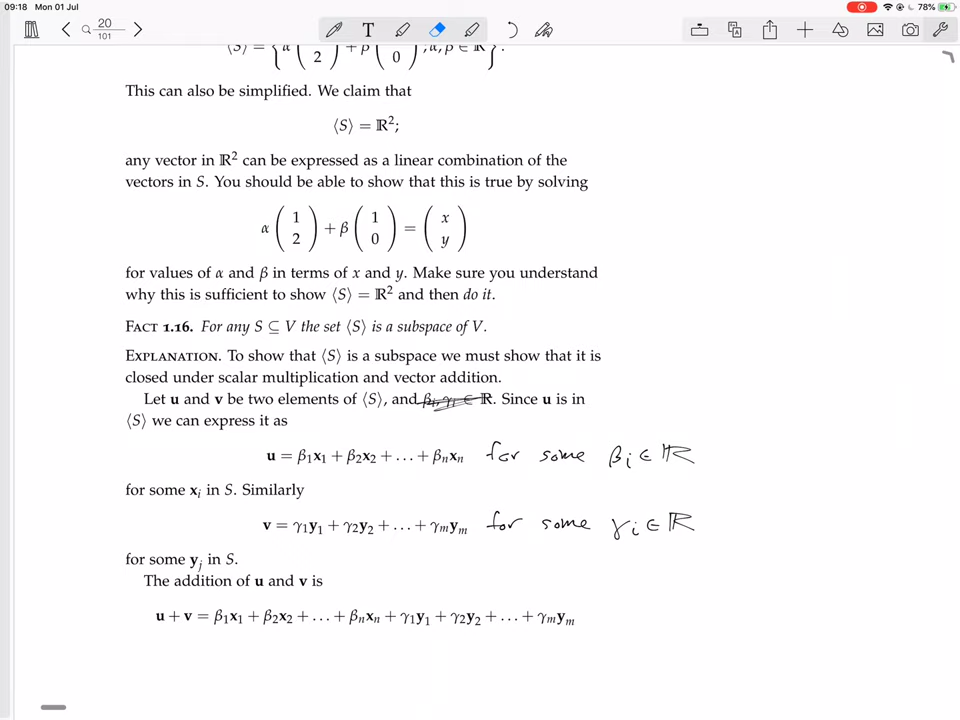 09:18 Mon 01 Jul
78%
20
101
T
⟨S⟩ = { α ( 2 ) + β ( 0 ) , α, β ∈ ℝ } .
This can also be simplified. We claim that
⟨S⟩ = ℝ²;
any vector in ℝ² can be expressed as a linear combination of the
vectors in S. You should be able to show that this is true by solving
α ( 1 2 ) + β ( 1 0 ) = ( x y )
for values of α and β in terms of x and y. Make sure you understand
why this is sufficient to show ⟨S⟩ = ℝ² and then do it.
FACT 1.16. For any S ⊆ V the set ⟨S⟩ is a subspace of V.
EXPLANATION. To show that ⟨S⟩ is a subspace we must show that it is
closed under scalar multiplication and vector addition.
Let u and v be two elements of ⟨S⟩, and βᵢ, γᵢ ∈ ℝ. Since u is in
⟨S⟩ we can express it as
u = β₁x₁ + β₂x₂ + . . . + βₙxₙ for some βᵢ ∈ ℝ
for some xᵢ in S. Similarly
v = γ₁y₁ + γ₂y₂ + . . . + γₘyₘ for some γᵢ ∈ ℝ
for some yⱼ in S.
The addition of u and v is
u + v = β₁x₁ + β₂x₂ + . . . + βₙxₙ + γ₁y₁ + γ₂y₂ + . . . + γₘyₘ